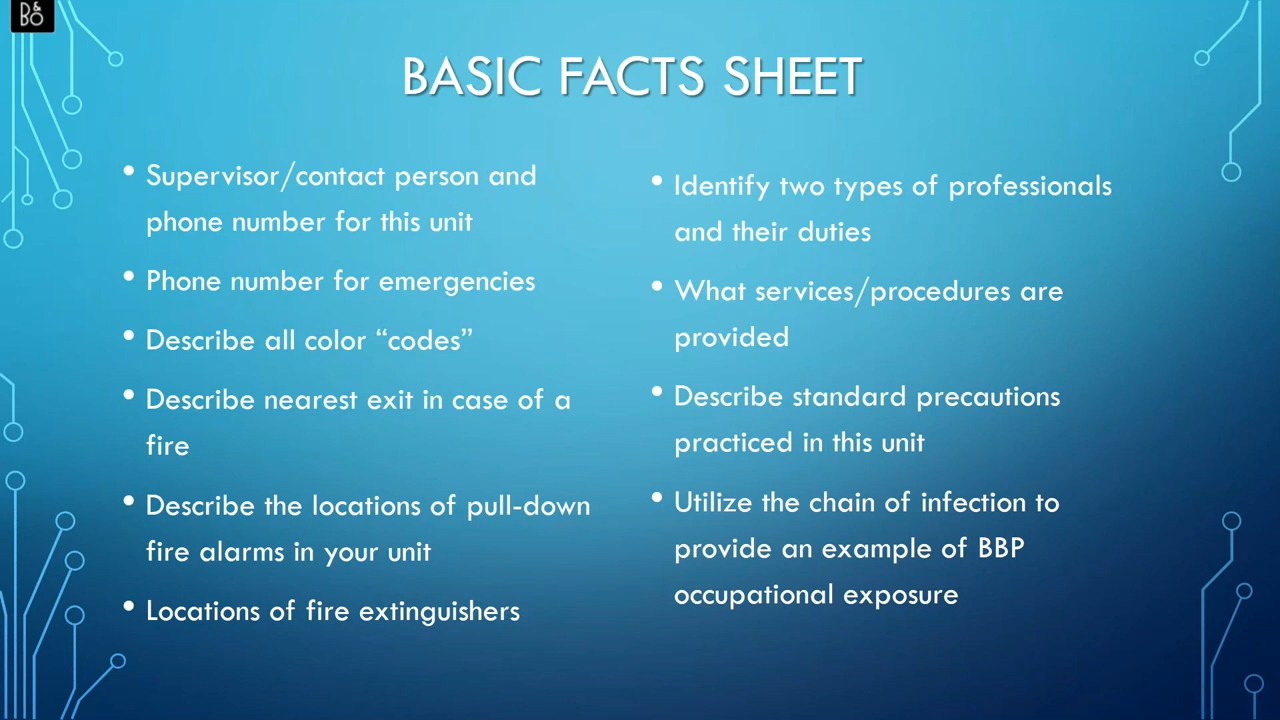 B&O
BASIC FACTS SHEET
• Supervisor/contact person and
phone number for this unit
• Phone number for emergencies
• Describe all color “codes”
• Describe nearest exit in case of a
fire
• Describe the locations of pull-down
fire alarms in your unit
• Locations of fire extinguishers
• Identify two types of professionals
and their duties
• What services/procedures are
provided
• Describe standard precautions
practiced in this unit
• Utilize the chain of infection to
provide an example of BBP
occupational exposure